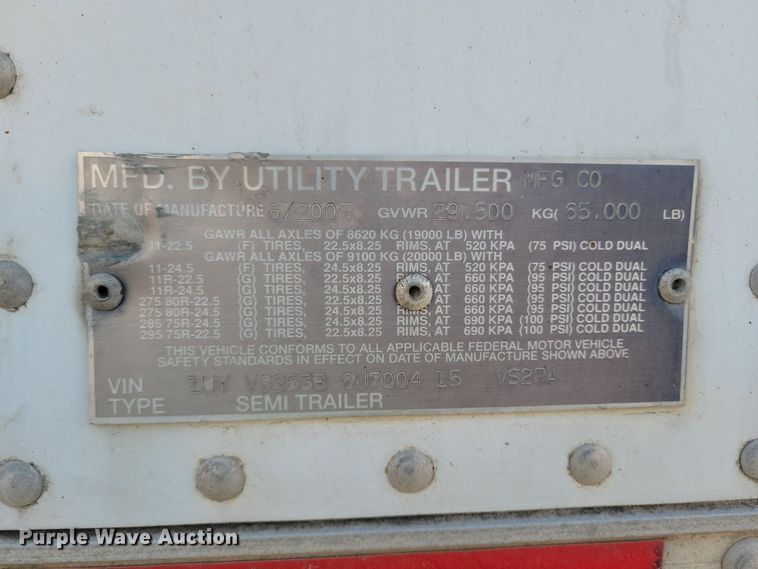 MFD. BY UTILITY TRAILER MFG CO
DATE OF MANUFACTURE 6/2005 GVWR 29,500 KG( 65,000 LB)
GAWR ALL AXLES OF 8620 KG (19000 LB) WITH
11-22.5 (F) TIRES, 22.5x8.25 RIMS, AT 520 KPA (75 PSI) COLD DUAL
GAWR ALL AXLES OF 9100 KG (20000 LB) WITH
11-24.5 (F) TIRES, 24.5x8.25 RIMS, AT 520 KPA (75 PSI) COLD DUAL
11R-22.5 (G) TIRES, 22.5x8.25 RIMS, AT 660 KPA (95 PSI) COLD DUAL
11R-24.5 (G) TIRES, 24.5x8.25 RIMS, AT 660 KPA (95 PSI) COLD DUAL
275 80R-22.5 (G) TIRES, 22.5x8.25 RIMS, AT 660 KPA (95 PSI) COLD DUAL
275 80R-24.5 (G) TIRES, 24.5x8.25 RIMS, AT 660 KPA (95 PSI) COLD DUAL
285 75R-24.5 (G) TIRES, 24.5x8.25 RIMS, AT 690 KPA (100 PSI) COLD DUAL
295 75R-22.5 (G) TIRES, 22.5x8.25 RIMS, AT 690 KPA (100 PSI) COLD DUAL
THIS VEHICLE CONFORMS TO ALL APPLICABLE FEDERAL MOTOR VEHICLE
SAFETY STANDARDS IN EFFECT ON DATE OF MANUFACTURE SHOWN ABOVE
VIN 1UY 15
TYPE SEMI TRAILER
Purple Wave Auction